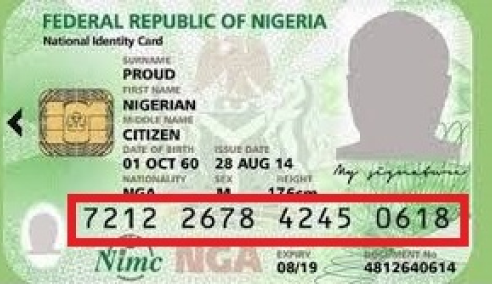 FEDERAL REPUBLIC OF NIGERIA
National Identity Card
SURNAME
PROUD
FIRST NAME
NIGERIAN
MIDDLE NAME
CITIZEN
DATE OF BIRTH ISSUE DATE
01 OCT 60 28 AUG 14
NATIONALITY SEX HEIGHT
NGA M 176cm
My signature
7212 2678 4245 0618
Nimc NGA EXPIRY DOCUMENT No
08/19 4812640614